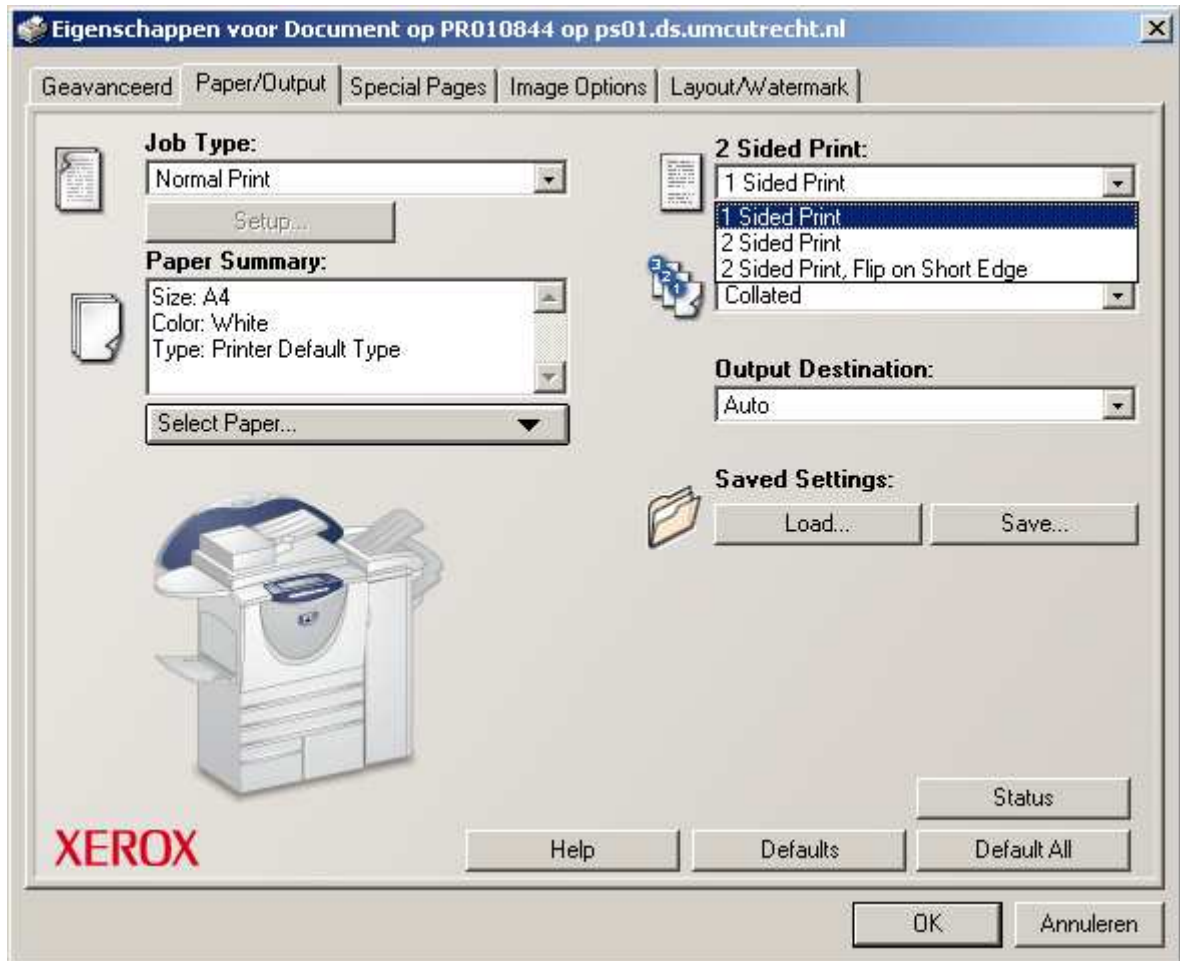 Eigenschappen voor Document op PR010844 op ps01.ds.umcutrecht.nl
Geavanceerd Paper/Output Special Pages Image Options Layout/Watermark
Job Type:
Normal Print
Setup...
Paper Summary:
Size: A4
Color: White
Type: Printer Default Type
Select Paper...
2 Sided Print:
1 Sided Print
1 Sided Print
2 Sided Print
2 Sided Print, Flip on Short Edge
3
2
1
Collated
Output Destination:
Auto
Saved Settings:
Load... Save...
Status
XEROX
Help Defaults Default All
OK Annuleren